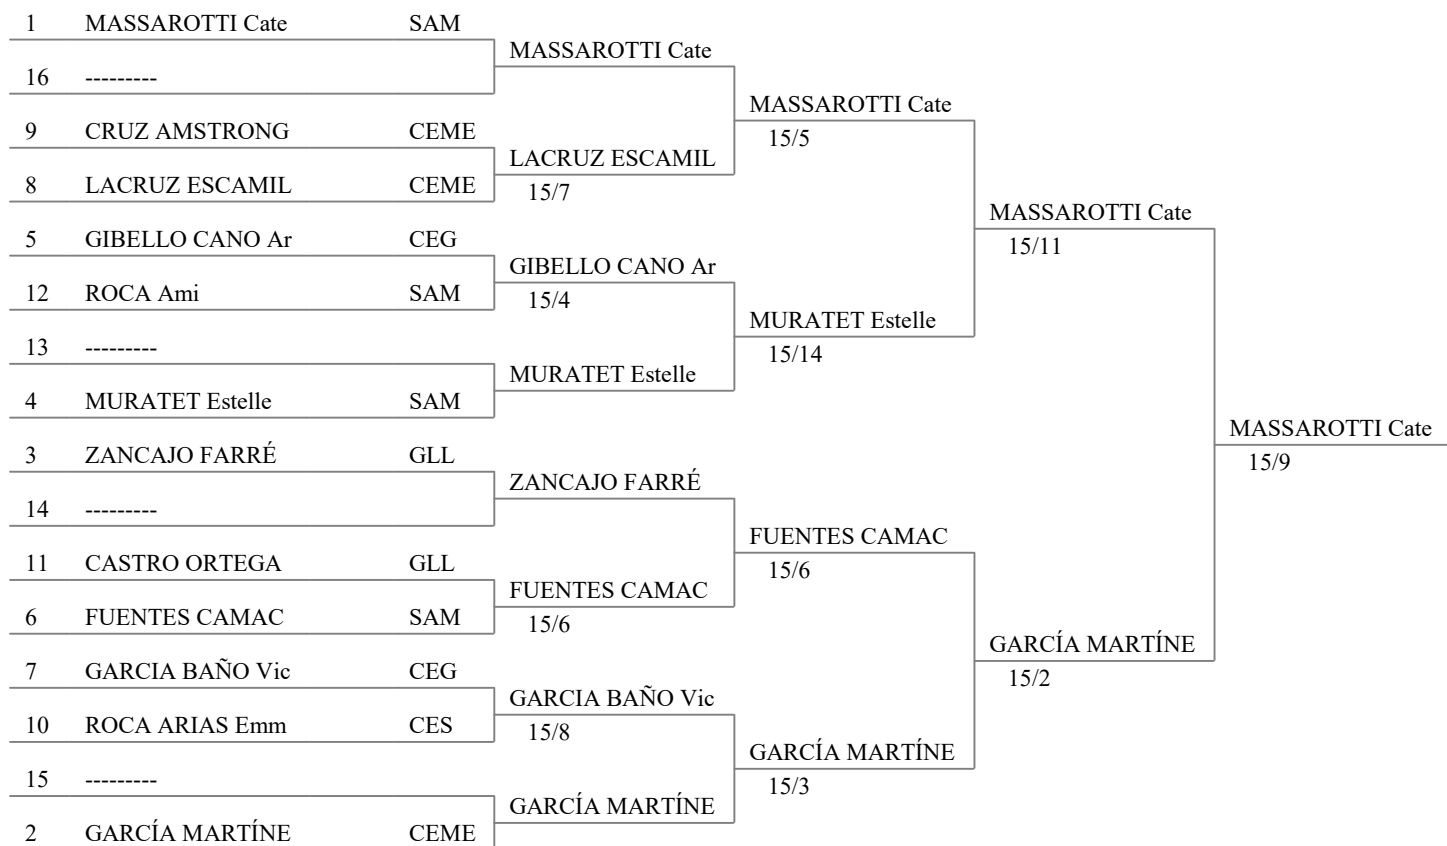 1 MASSAROTTI Cate SAM
MASSAROTTI Cate
16 ---------
MASSAROTTI Cate
9 CRUZ AMSTRONG CEME
15/5
LACRUZ ESCAMIL
8 LACRUZ ESCAMIL CEME
15/7
MASSAROTTI Cate
5 GIBELLO CANO Ar CEG
15/11
GIBELLO CANO Ar
12 ROCA Ami SAM
15/4
MURATET Estelle
13 ---------
15/14
MURATET Estelle
4 MURATET Estelle SAM
MASSAROTTI Cate
3 ZANCAJO FARRÉ GLL
15/9
ZANCAJO FARRÉ
14 ---------
FUENTES CAMAC
11 CASTRO ORTEGA GLL
15/6
FUENTES CAMAC
6 FUENTES CAMAC SAM
15/6
GARCÍA MARTÍNE
7 GARCIA BAÑO Vic CEG
15/2
GARCIA BAÑO Vic
10 ROCA ARIAS Emm CES
15/8
GARCÍA MARTÍNE
15 ---------
15/3
GARCÍA MARTÍNE
2 GARCÍA MARTÍNE CEME